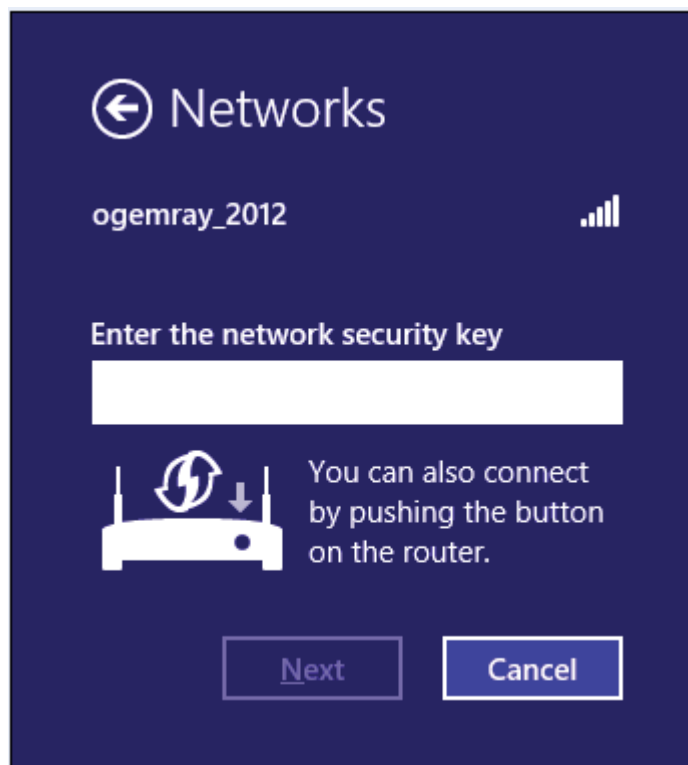 Networks
ogemray_2012
Enter the network security key
You can also connect
by pushing the button
on the router.
Next
Cancel